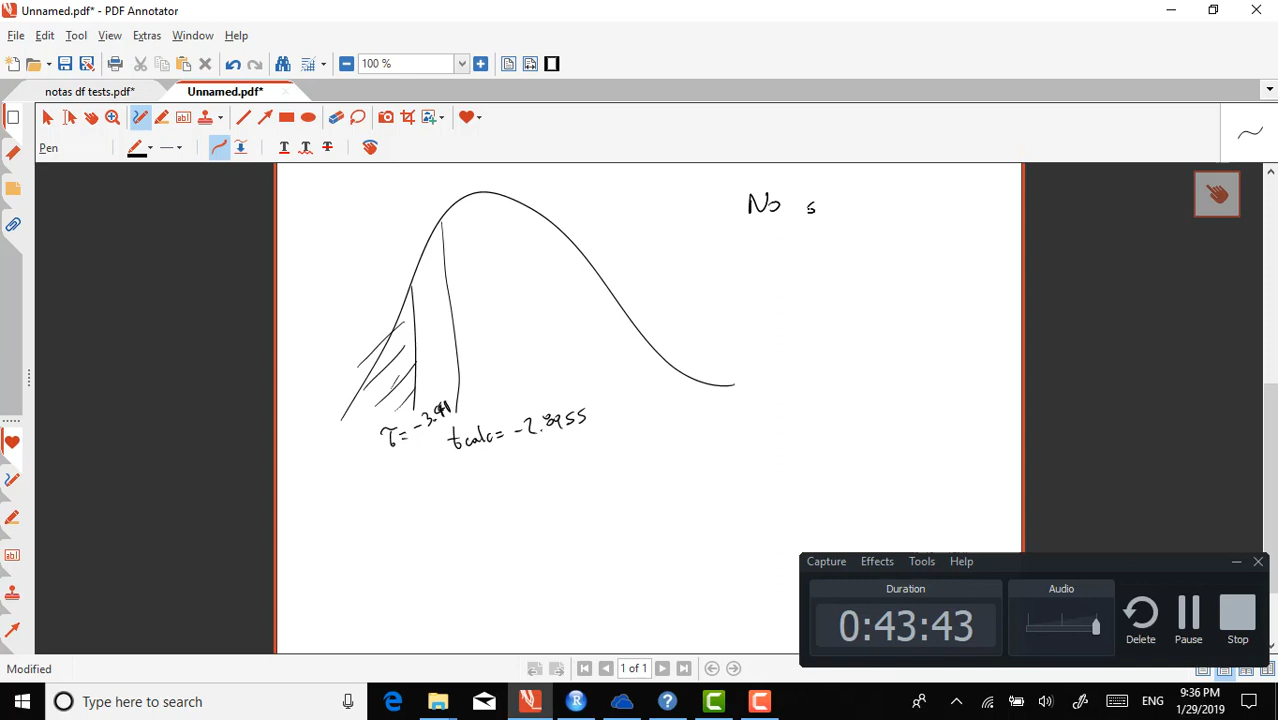 Unnamed.pdf* - PDF Annotator
File Edit Tool View Extras Window Help
100 %
notas df tests.pdf* Unnamed.pdf*
abI
Pen
T T T
No s
τ= tcalc= -2.8955
Capture Effects Tools Help
Duration Audio
0:43:43
Delete Pause Stop
1 of 1
Modified
Type here to search
ENG
9:36 PM
1/29/2019